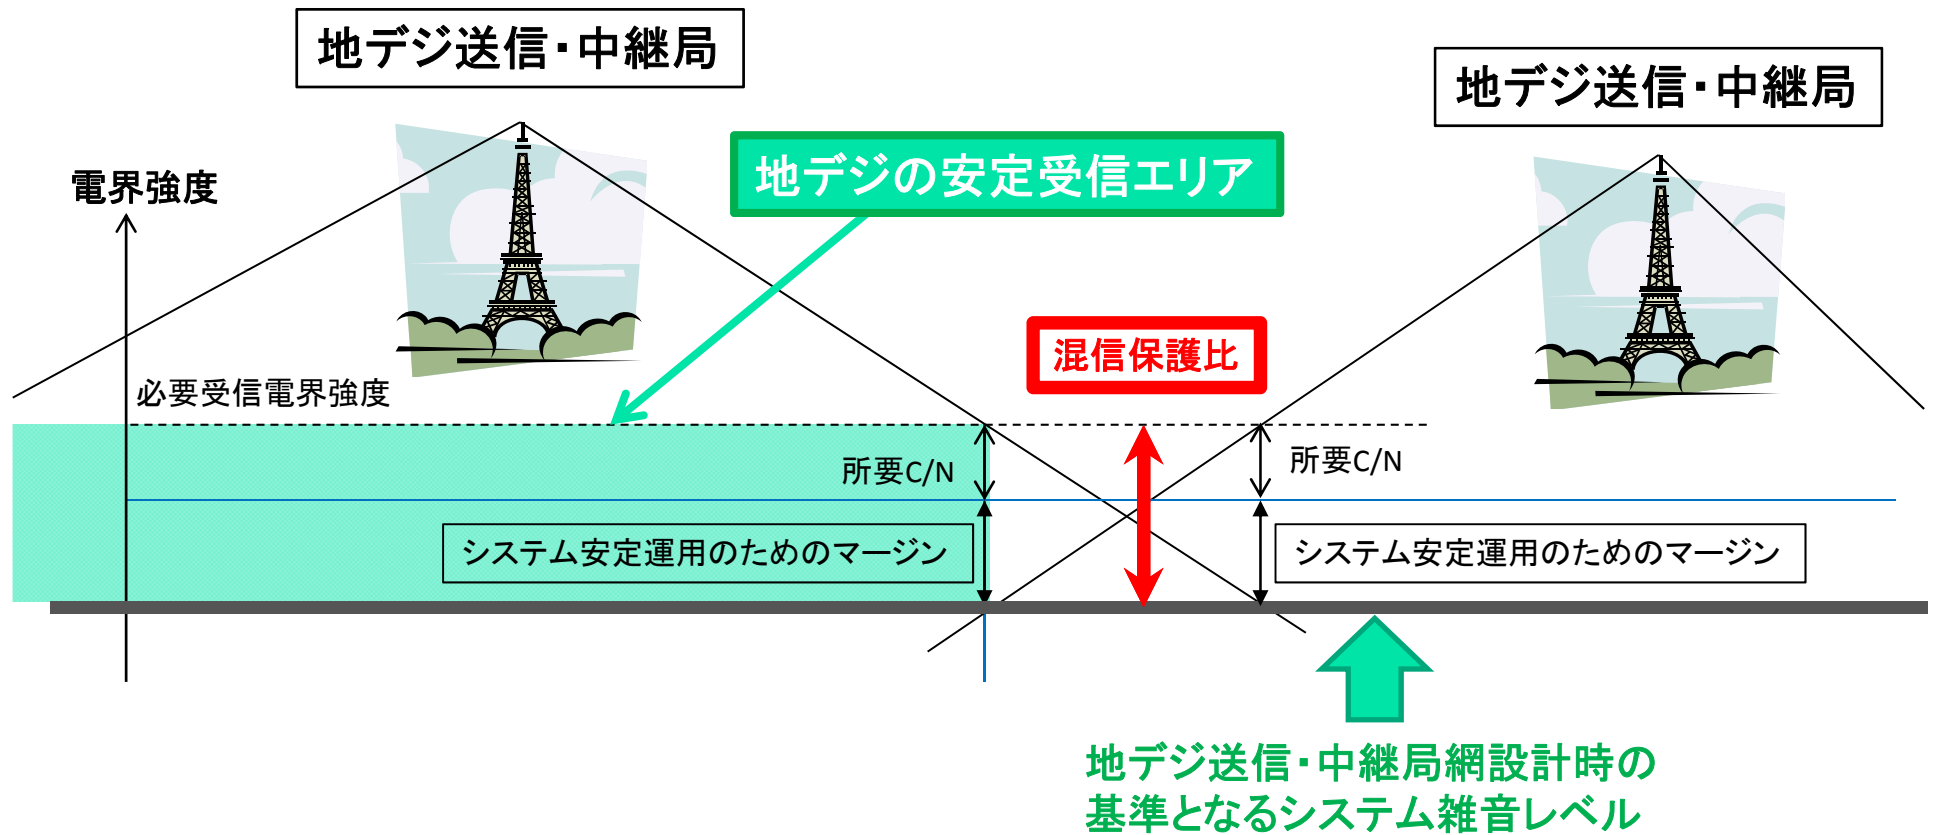 地デジ送信・中継局
地デジ送信・中継局
地デジの安定受信エリア
電界強度
混信保護比
必要受信電界強度
所要C/N
所要C/N
システム安定運用のためのマージン
システム安定運用のためのマージン
地デジ送信・中継局網設計時の
基準となるシステム雑音レベル